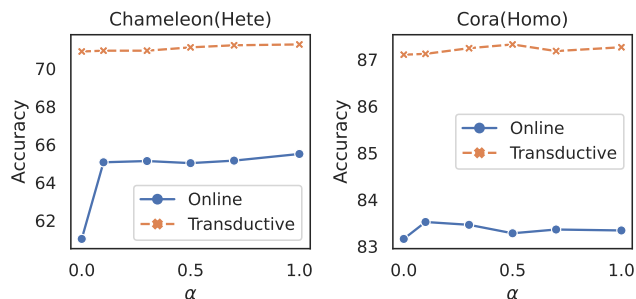 Chameleon(Hete)
Accuracy
70
68
66
64
62
Online
Transductive
0.0
0.5
1.0
α
Cora(Homo)
Accuracy
87
86
85
84
83
Online
Transductive
0.0
0.5
1.0
α